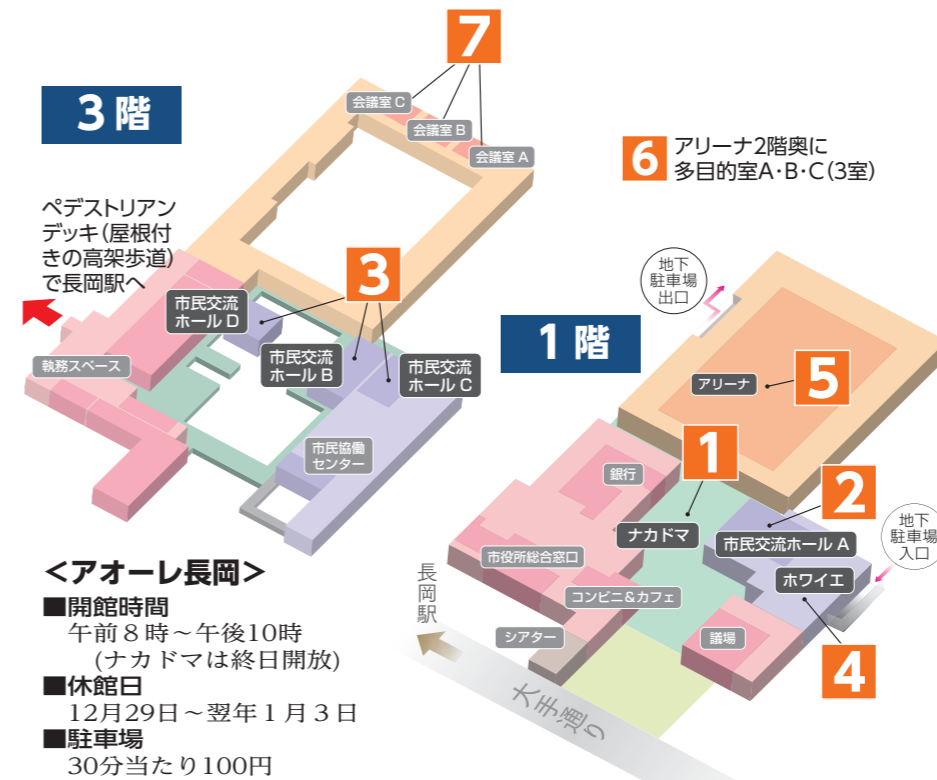 7
3階
会議室 C
会議室 B
会議室 A
6
アリーナ2階奥に
多目的室A・B・C(3室)
ペデストリアン
デッキ(屋根付
きの高架歩道)
で長岡駅へ
3
市民交流
ホール D
市民交流
ホール B
市民交流
ホール C
執務スペース
市民協働
センター
地下
駐車場
出口
1階
アリーナ
5
1
銀行
2
ナカドマ
市民交流ホール A
地下
駐車場
入口
市役所総合窓口
ホワイエ
コンビニ&カフェ
シアター
議場
4
長岡駅
大手通り
<アオーレ長岡>
■開館時間
午前8時~午後10時
(ナカドマは終日開放)
■休館日
12月29日~翌年1月3日
■駐車場
30分当たり100円